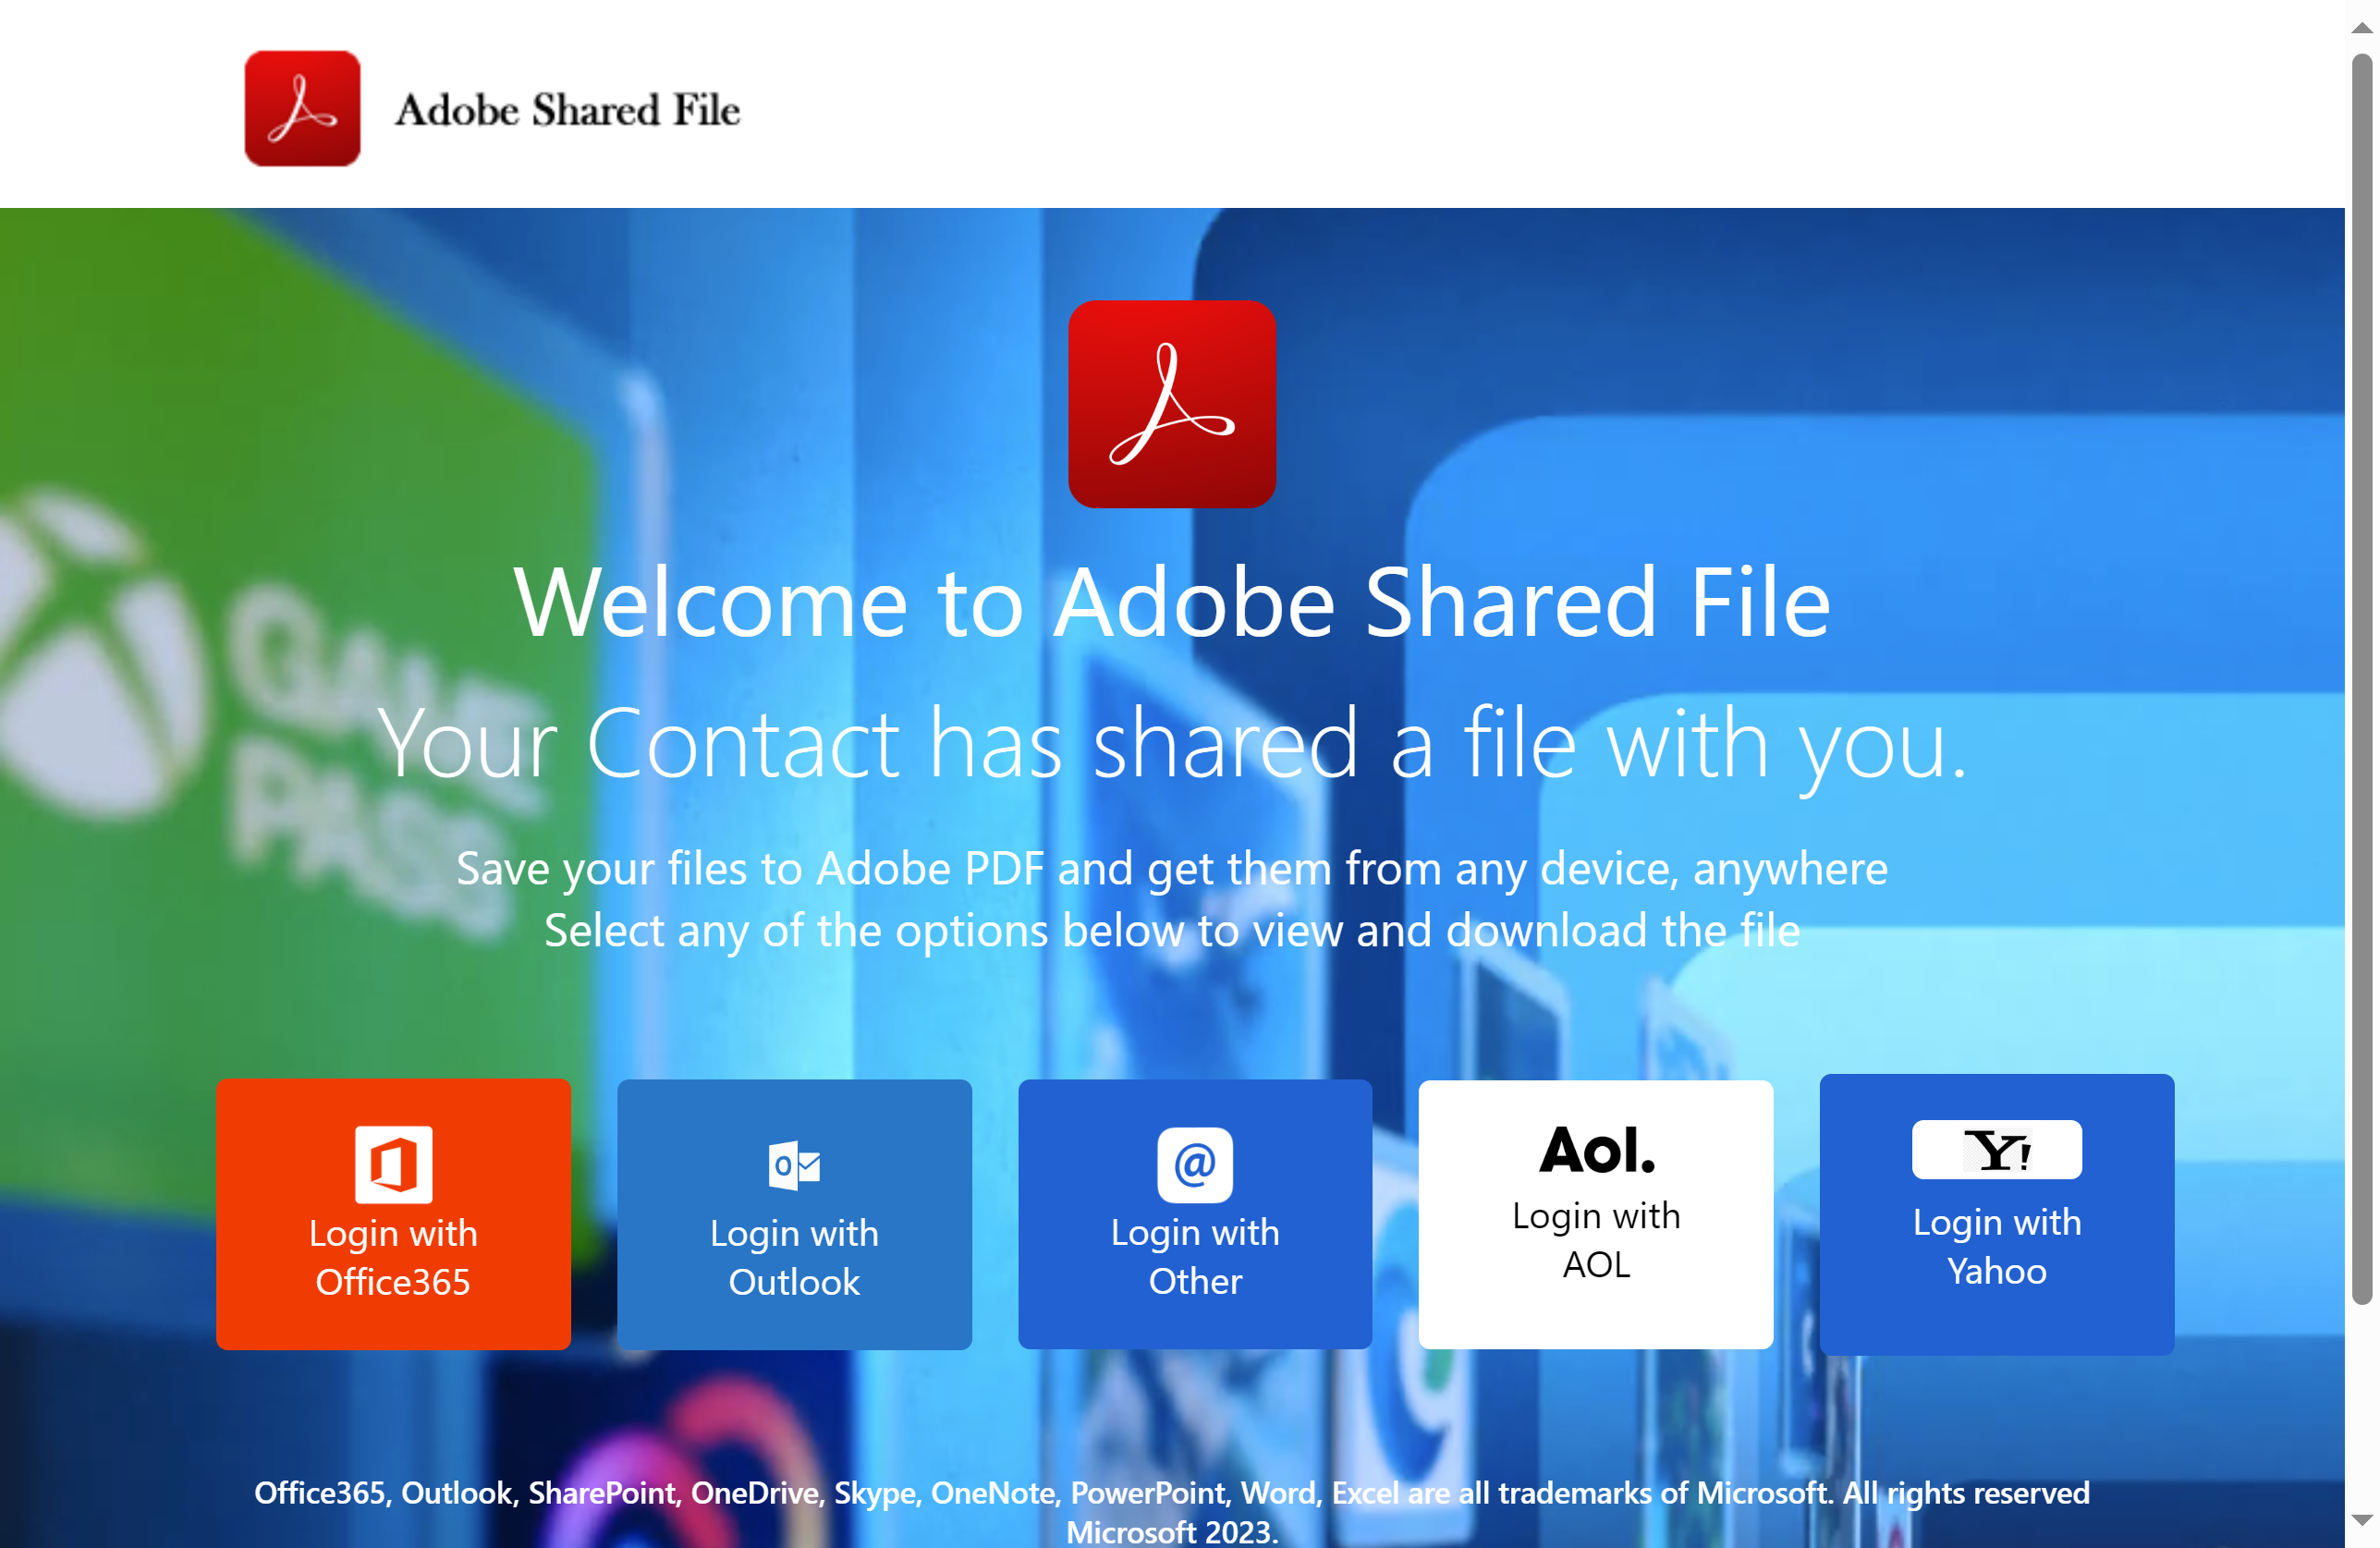 Adobe Shared File
Welcome to Adobe Shared File
Your Contact has shared a file with you.
Save your files to Adobe PDF and get them from any device, anywhere
Select any of the options below to view and download the file
GAME
PASS
Login with
Office365
Login with
Outlook
@
Login with
Other
Aol.
Login with
AOL
Y!
Login with
Yahoo
Office365, Outlook, SharePoint, OneDrive, Skype, OneNote, PowerPoint, Word, Excel are all trademarks of Microsoft. All rights reserved
Microsoft 2023.